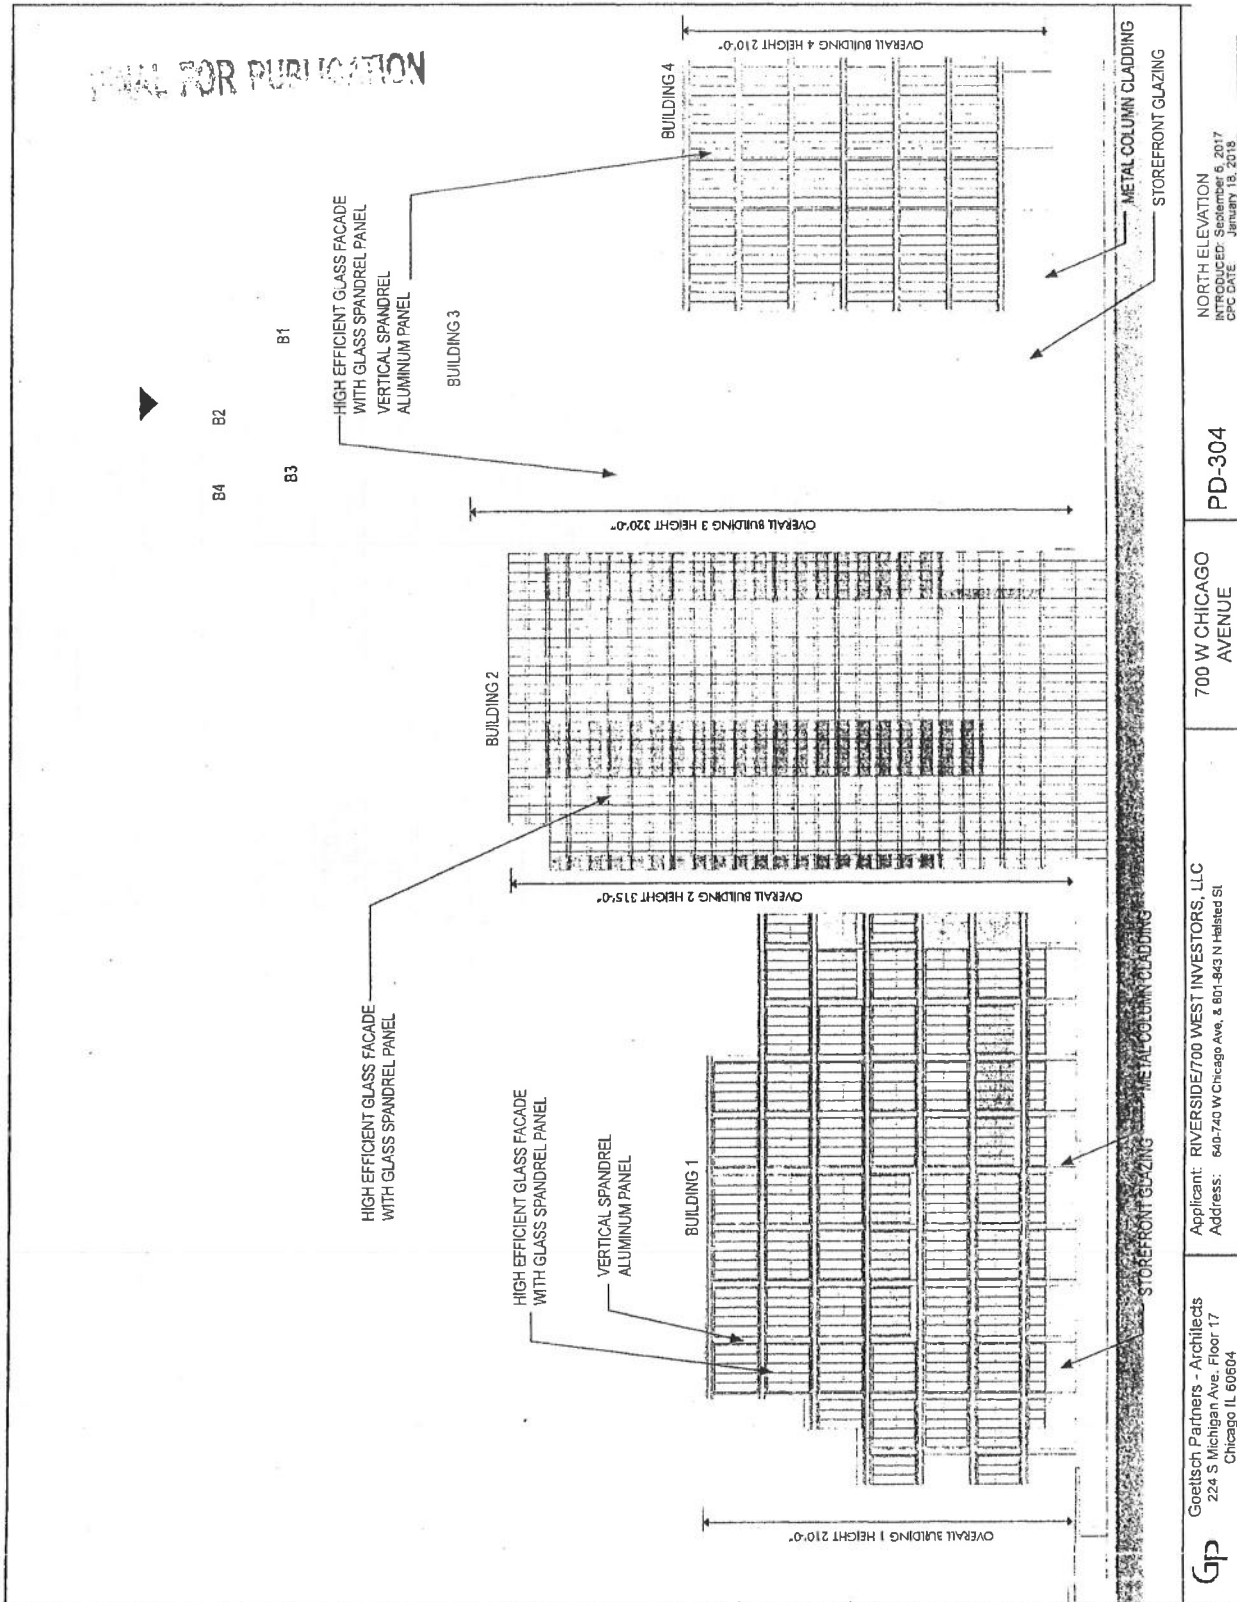 FINAL FOR PUBLICATION
B4
B2
B3
B1
HIGH EFFICIENT GLASS FACADE
WITH GLASS SPANDREL PANEL
HIGH EFFICIENT GLASS FACADE
WITH GLASS SPANDREL PANEL
VERTICAL SPANDREL
ALUMINUM PANEL
HIGH EFFICIENT GLASS FACADE
WITH GLASS SPANDREL PANEL
VERTICAL SPANDREL
ALUMINUM PANEL
BUILDING 1
BUILDING 2
BUILDING 3
BUILDING 4
OVERALL BUILDING 1 HEIGHT 210'-0"
OVERALL BUILDING 2 HEIGHT 315'-0"
OVERALL BUILDING 3 HEIGHT 320'-0"
OVERALL BUILDING 4 HEIGHT 210'-0"
STOREFRONT GLAZING
METAL COLUMN CLADDING
METAL COLUMN CLADDING
STOREFRONT GLAZING
GP
Goettsch Partners - Architects
224 S Michigan Ave. Floor 17
Chicago IL 60604
Applicant: RIVERSIDE/700 WEST INVESTORS, LLC
Address: 640-740 W Chicago Ave, & 801-843 N Halsted St
700 W CHICAGO
AVENUE
PD-304
NORTH ELEVATION
INTRODUCED: September 6, 2017
CPC DATE January 18, 2018